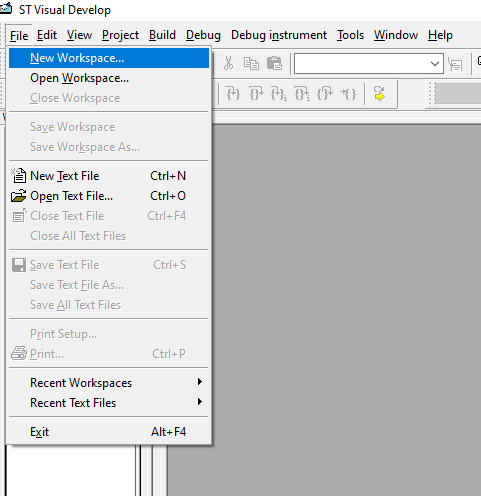 ST Visual Develop
File Edit View Project Build Debug Debug instrument Tools Window Help
New Workspace...
Open Workspace...
Close Workspace
Save Workspace
Save Workspace As...
New Text File Ctrl+N
Open Text File... Ctrl+O
Close Text File Ctrl+F4
Close All Text Files
Save Text File Ctrl+S
Save Text File As...
Save All Text Files
Print Setup...
Print... Ctrl+P
Recent Workspaces
Recent Text Files
Exit Alt+F4